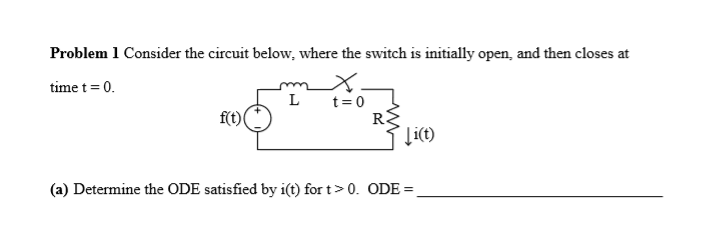 Problem 1 Consider the circuit below, where the switch is initially open, and then closes at
time t = 0.
L
t = 0
f(t)
+
−
R
i(t)
(a) Determine the ODE satisfied by i(t) for t > 0. ODE =